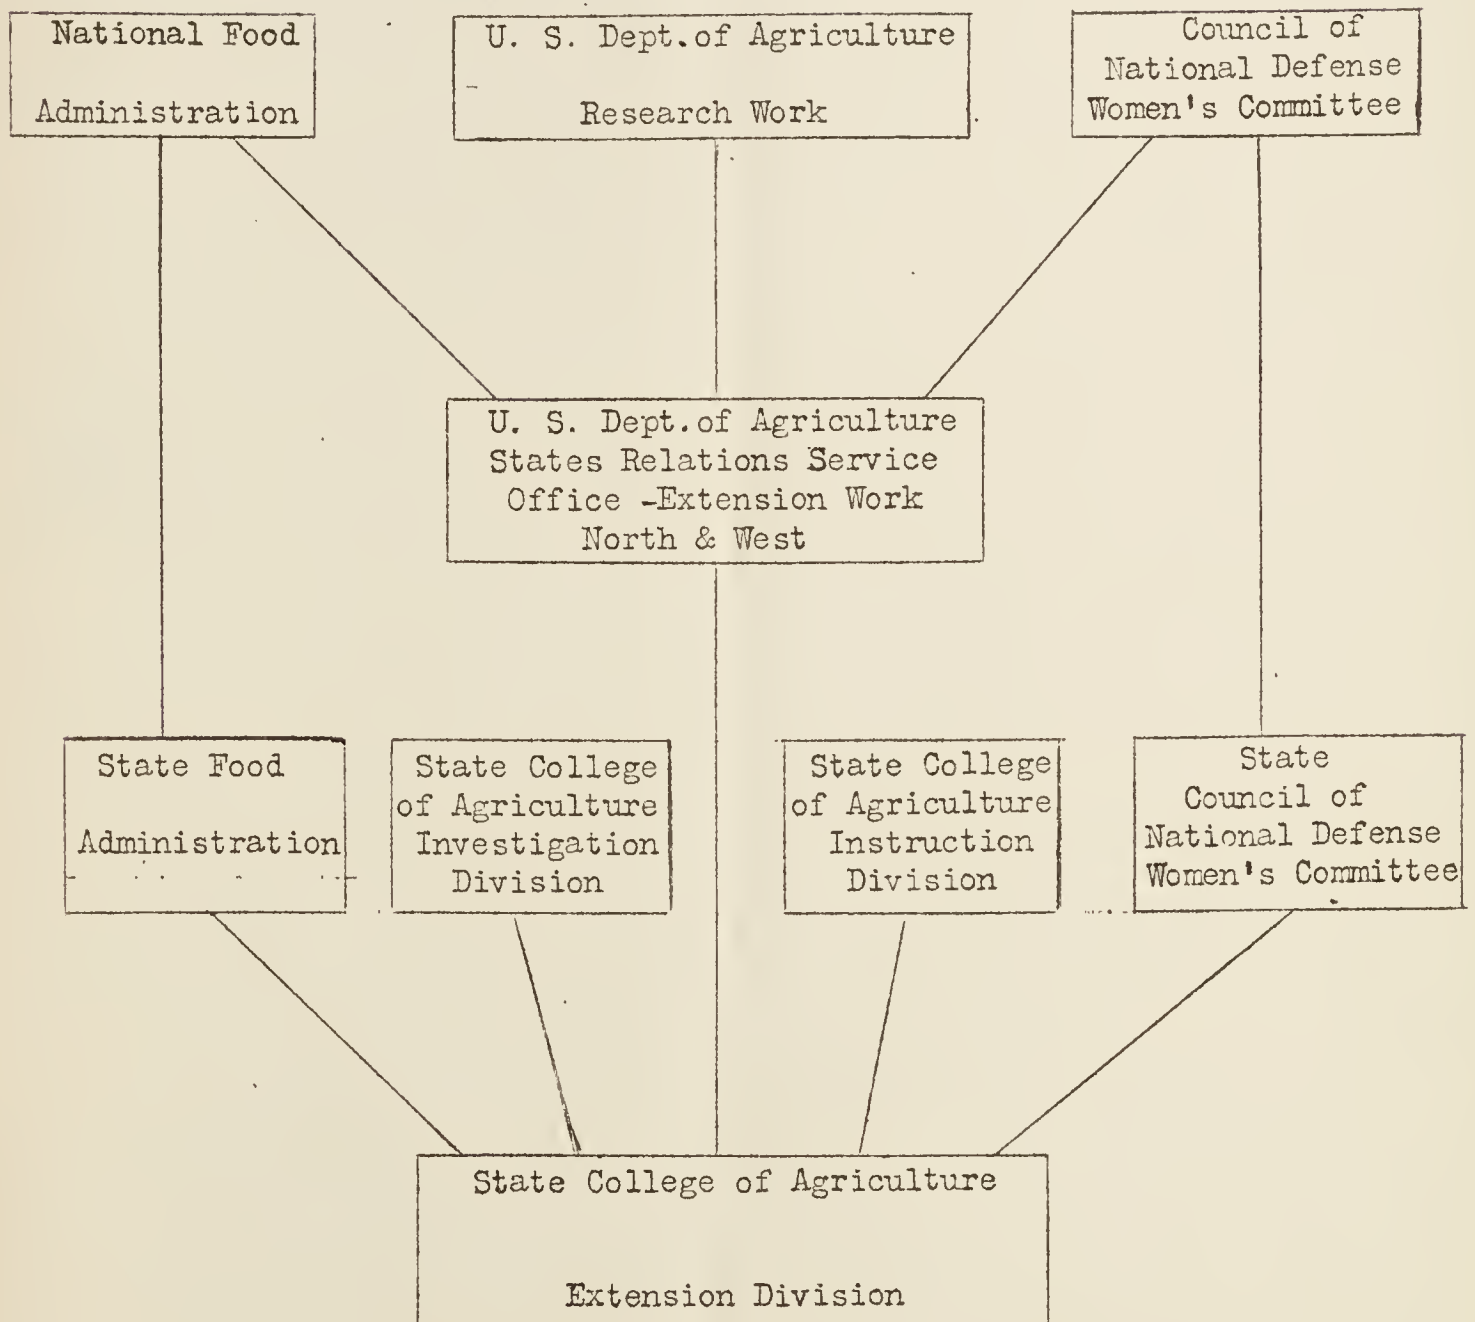 National Food
Administration
U. S. Dept.of Agriculture
Research Work
Council of
National Defense
Women's Committee
U. S. Dept.of Agriculture
States Relations Service
Office -Extension Work
North & West
State Food
Administration
State College
of Agriculture
Investigation
Division
State College
of Agriculture
Instruction
Division
State
Council of
National Defense
Women's Committee
State College of Agriculture
Extension Division